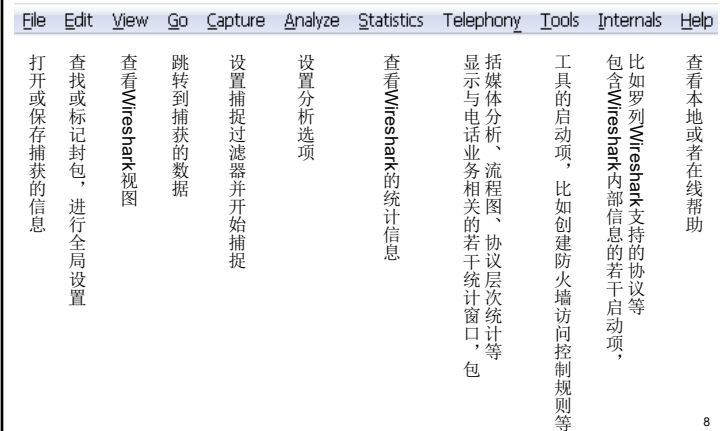 File Edit View Go Capture Analyze Statistics Telephony Tools Internals Help
打开或保存捕获的信息
查找或标记封包，进行全局设置
查看Wireshark视图
跳转到捕获的数据
设置捕捉过滤器并开始捕捉
设置分析选项
查看Wireshark的统计信息
显示与电话业务相关的若干统计窗口，包
括媒体分析、流程图、协议层次统计等
工具的启动项，比如创建防火墙访问控制规则等
包含Wireshark内部信息的若干启动项，
比如罗列Wireshark支持的协议等
查看本地或者在线帮助
8